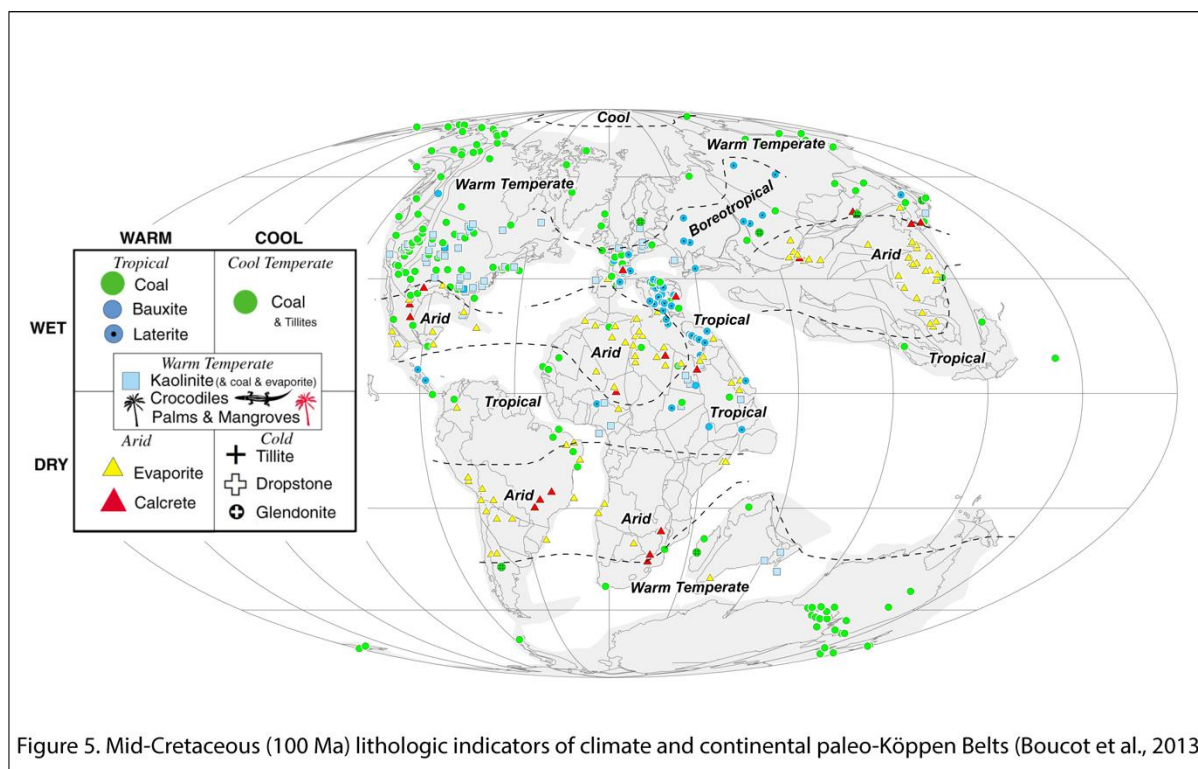 Cool
Warm Temperate
Warm Temperate
Boreotropical
WARM COOL
Tropical
Coal
Bauxite
Laterite
Cool Temperate
Coal
& Tillites
WET
Warm Temperate
Kaolinite (& coal & evaporite)
Crocodiles
Palms & Mangroves
DRY
Arid
Evaporite
Calcrete
Cold
Tillite
Dropstone
Glendonite
Arid
Arid
Tropical
Arid
Tropical
Tropical
Tropical
Arid
Arid
Warm Temperate
Figure 5. Mid-Cretaceous (100 Ma) lithologic indicators of climate and continental paleo-Köppen Belts (Boucot et al., 2013